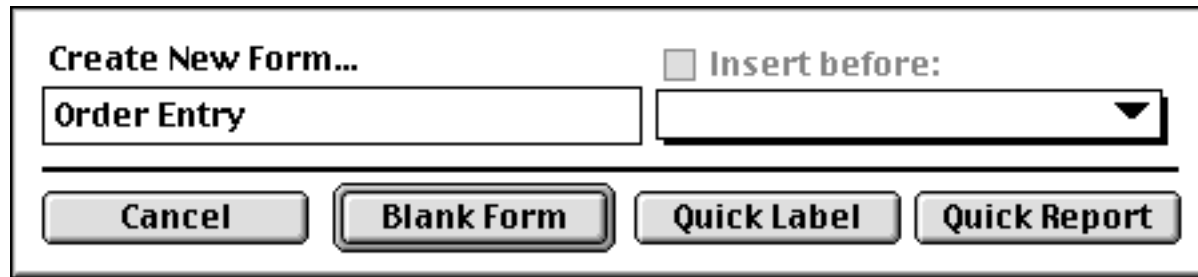 Create New Form...
Insert before:
Order Entry
Cancel
Blank Form
Quick Label
Quick Report